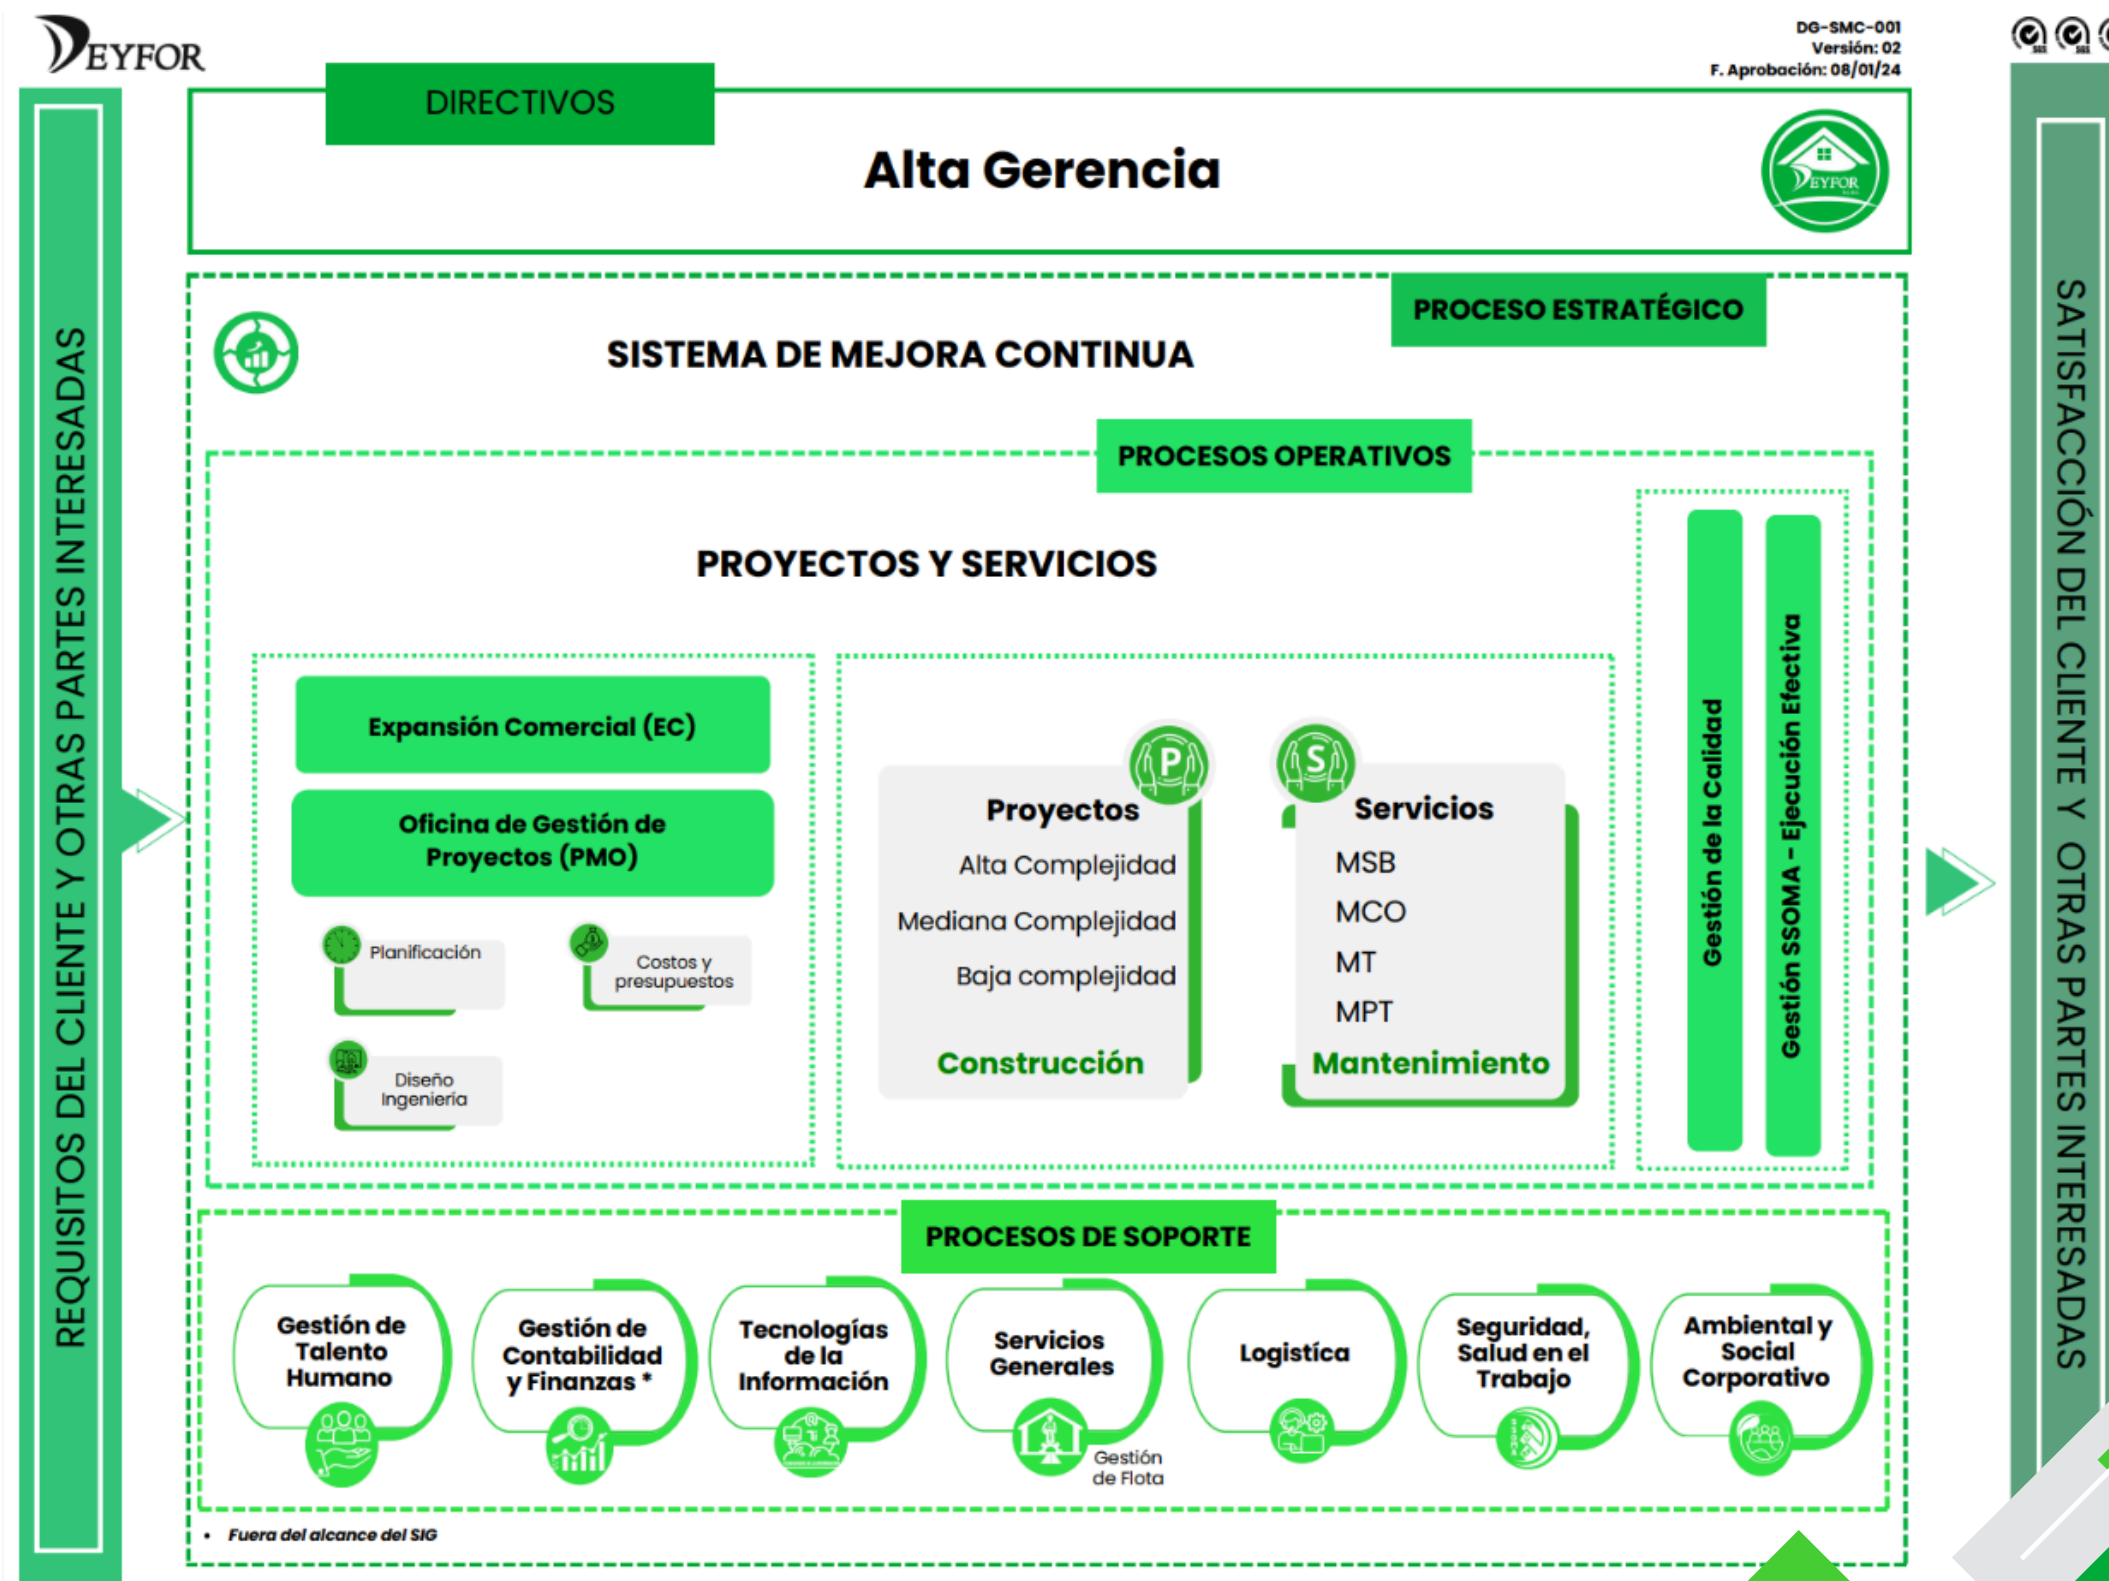 DEYFOR
DG-SMC-001
Versión: 02
F. Aprobación: 08/01/24
DIRECTIVOS
Alta Gerencia
DEYFOR
REQUISITOS DEL CLIENTE Y OTRAS PARTES INTERESADAS
PROCESO ESTRATÉGICO
SISTEMA DE MEJORA CONTINUA
PROCESOS OPERATIVOS
PROYECTOS Y SERVICIOS
Expansión Comercial (EC)
Oficina de Gestión de
Proyectos (PMO)
Planificación
Costos y
presupuestos
Diseño
Ingeniería
P
Proyectos
Alta Complejidad
Mediana Complejidad
Baja complejidad
Construcción
S
Servicios
MSB
MCO
MT
MPT
Mantenimiento
Gestión de la Calidad
Gestión SSOMA - Ejecución Efectiva
PROCESOS DE SOPORTE
Gestión de
Talento
Humano
Gestión de
Contabilidad
y Finanzas *
Tecnologías
de la
Información
Servicios
Generales
Gestión
de Flota
Logistíca
Seguridad,
Salud en el
Trabajo
Ambiental y
Social
Corporativo
• Fuera del alcance del SIG
SGS
SGS
SATISFACCIÓN DEL CLIENTE Y OTRAS PARTES INTERESADAS